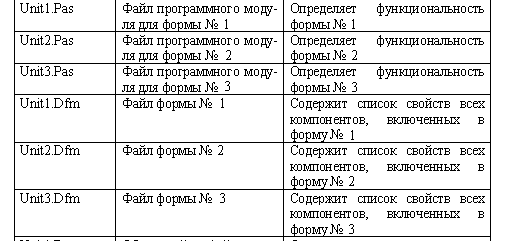 Unit1.Pas Файл программного моду- Определяет функциональность
ля для формы № 1 формы № 1
Unit2.Pas Файл программного моду- Определяет функциональность
ля для формы № 2 формы № 2
Unit3.Pas Файл программного моду- Определяет функциональность
ля для формы № 3 формы № 3
Unit1.Dfm Файл формы № 1 Содержит список свойств всех
компонентов, включенных в
форму № 1
Unit2.Dfm Файл формы № 2 Содержит список свойств всех
компонентов, включенных в
форму № 2
Unit3.Dfm Файл формы № 3 Содержит список свойств всех
компонентов, включенных в
форму № 3